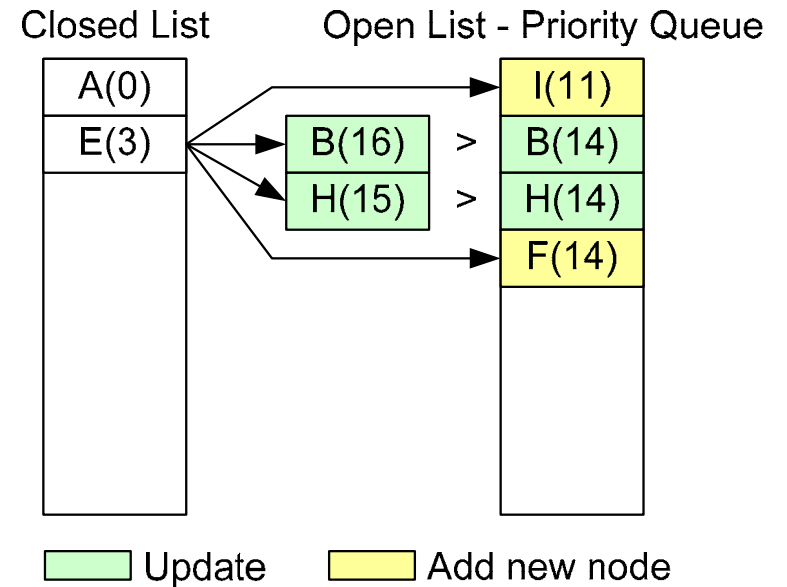 Closed List Open List - Priority Queue
A(0) I(11)
E(3) B(16) > B(14)
H(15) > H(14)
F(14)
Update Add new node